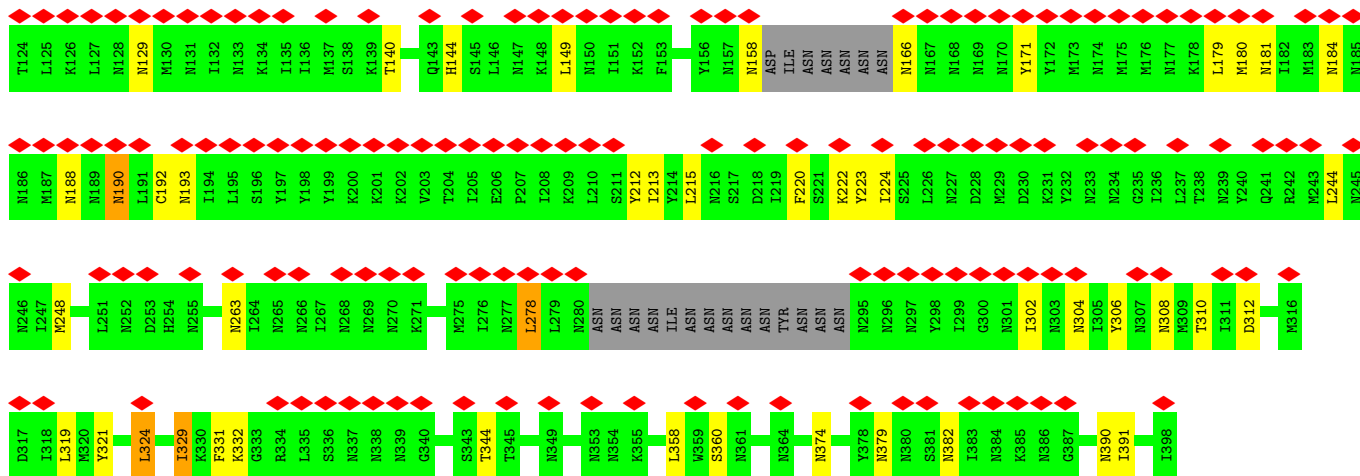 T124 L125 K126 L127 N128 N129 M130 N131 I132 N133 K134 I135 I136 M137 S138 K139 T140 Q143 H144 S145 L146 N147 K148 L149 N150 I151 K152 F153 Y156 N157 N158 ASP ILE ASN ASN ASN ASN ASN N166 N167 N168 N169 N170 Y171 Y172 M173 N174 M175 M176 N177 K178 L179 M180 N181 I182 M183 N184 N185
N186 M187 N188 N189 N190 L191 C192 N193 I194 L195 S196 Y197 Y198 Y199 K200 K201 K202 V203 T204 I205 E206 P207 I208 K209 L210 S211 Y212 I213 Y214 L215 N216 S217 D218 I219 F220 S221 K222 Y223 I224 S225 L226 N227 D228 M229 D230 K231 Y232 N233 N234 G235 I236 L237 T238 N239 Y240 Q241 R242 M243 L244 N245
N246 I247 M248 L251 N252 D253 H254 N255 N263 I264 N265 N266 I267 N268 N269 N270 K271 M275 I276 N277 L278 L279 N280 ASN ASN ASN ASN ILE ASN ASN ASN ASN ASN TYR ASN ASN ASN N295 N296 N297 Y298 I299 G300 N301 I302 N303 N304 I305 Y306 N307 N308 M309 T310 I311 D312 M316
D317 I318 L319 M320 Y321 L324 I329 K330 F331 K332 G333 R334 L335 S336 N337 N338 N339 G340 S343 T344 T345 N349 N353 N354 K355 L358 W359 S360 N361 N364 N374 Y378 N379 N380 S381 N382 I383 N384 K385 N386 G387 N390 I391 I398